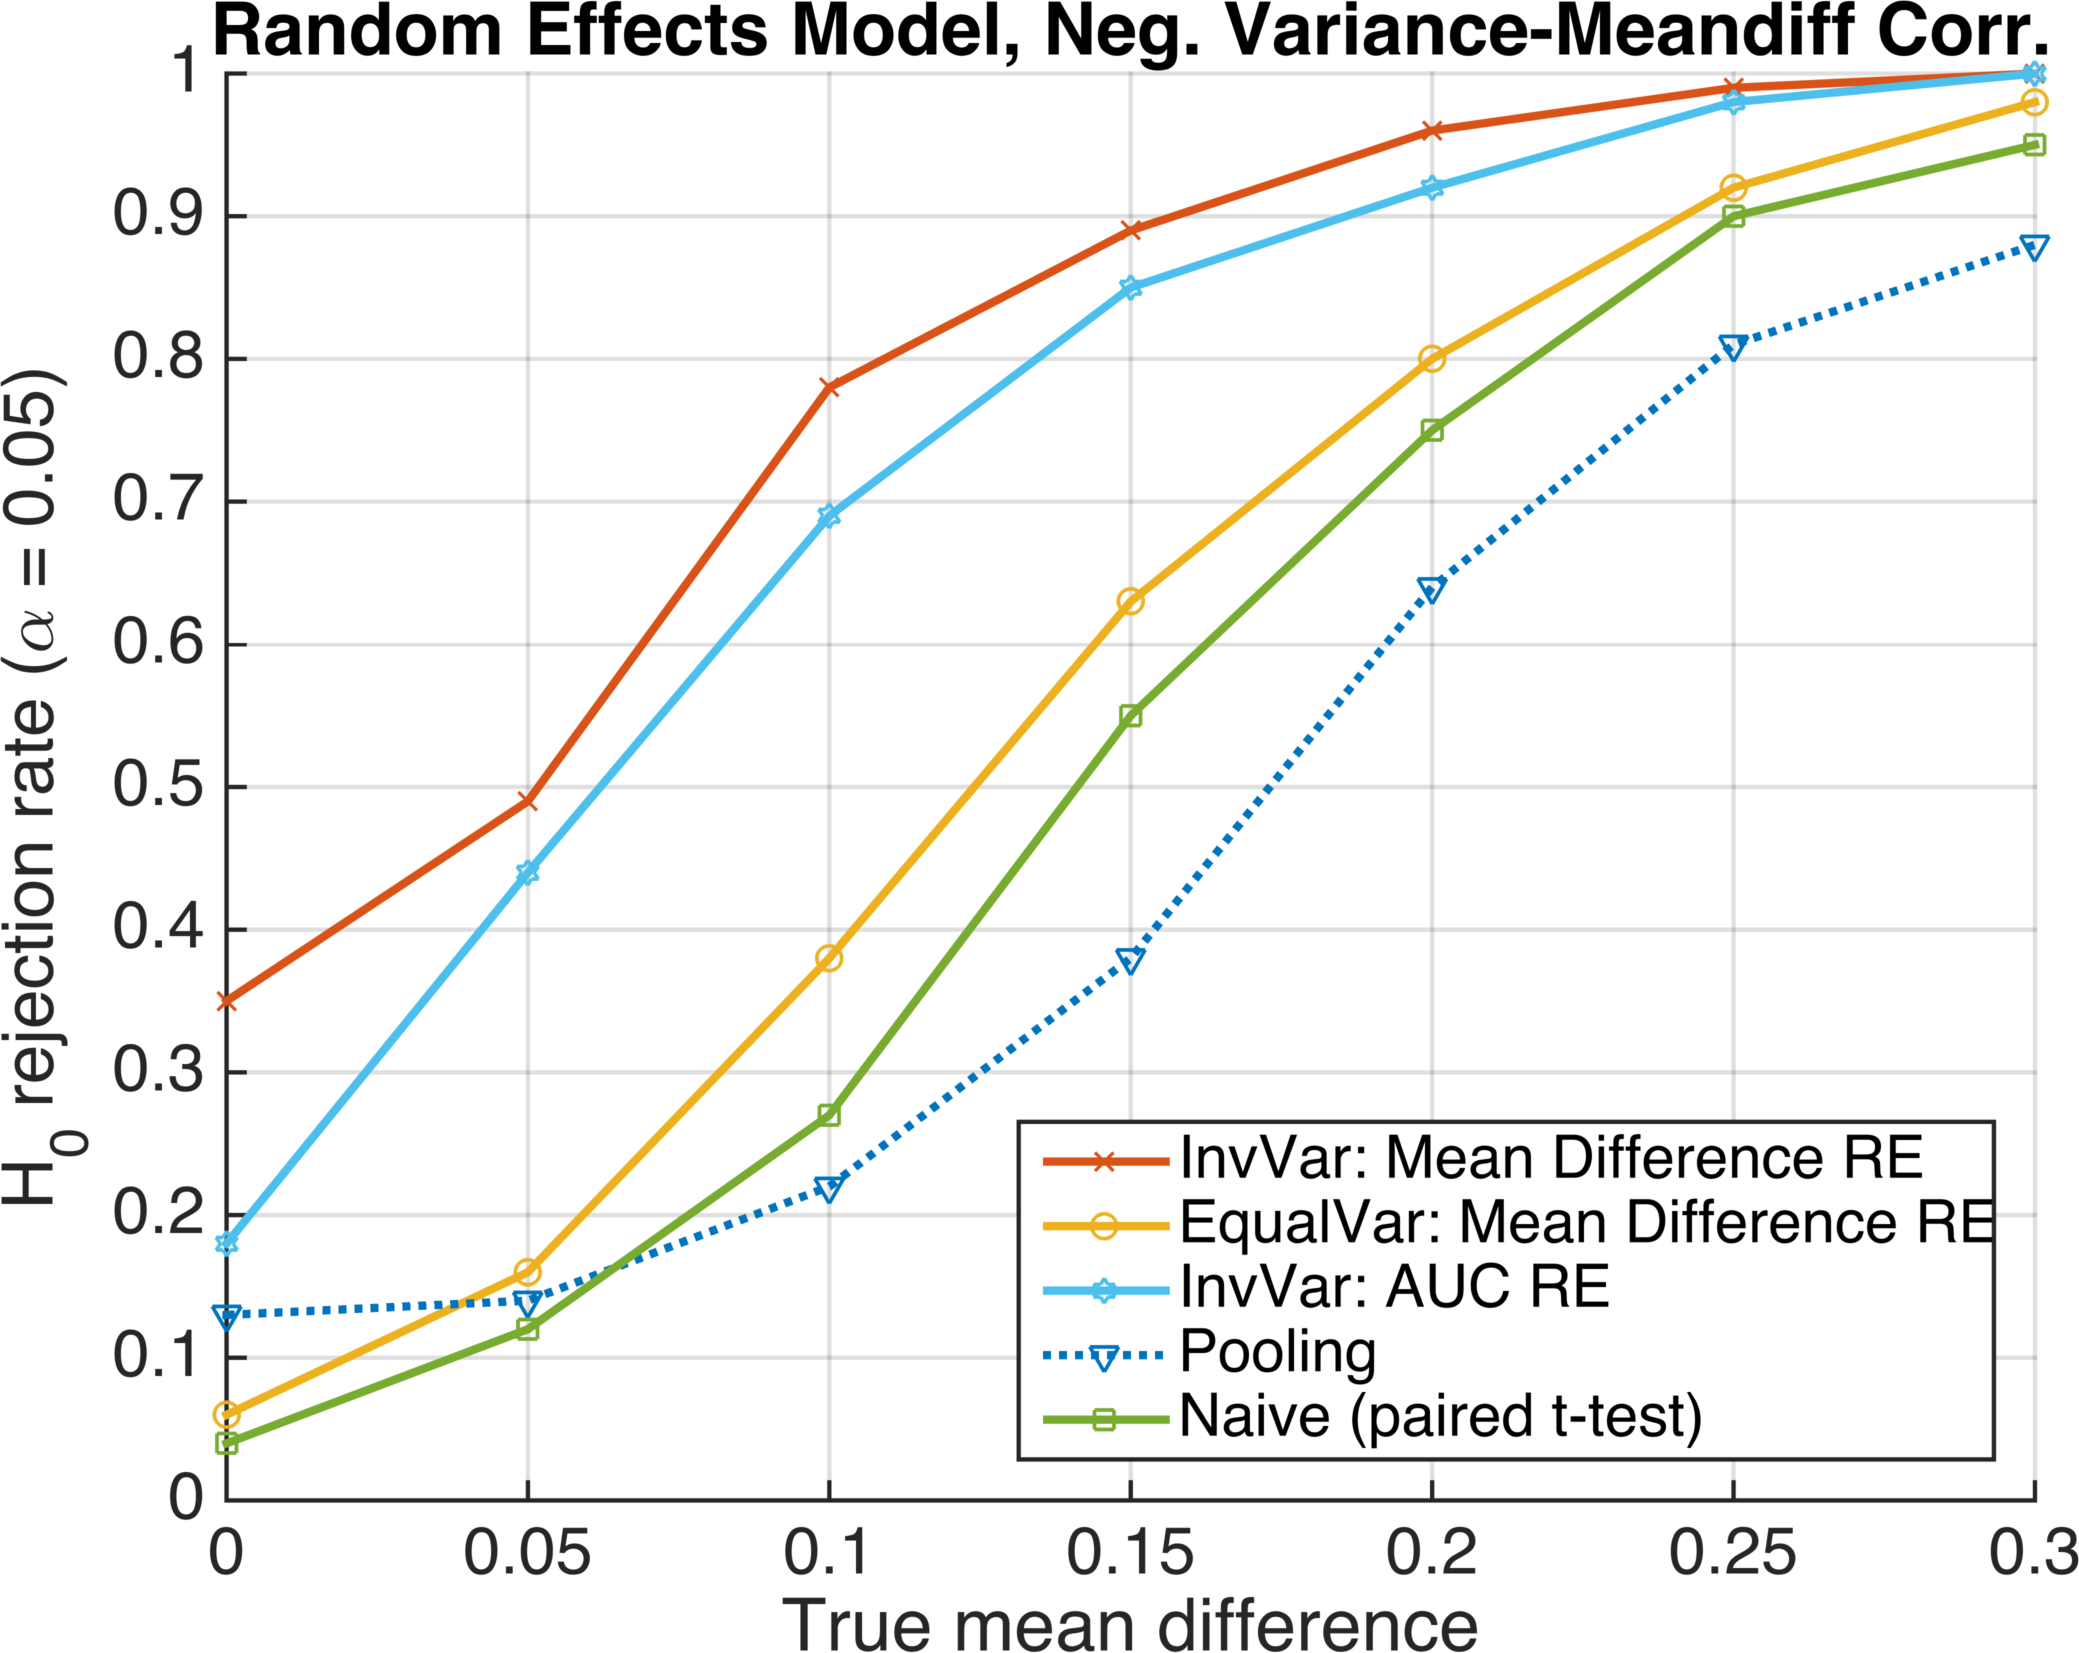 Random Effects Model, Neg. Variance-Meandiff Corr.
H0 rejection rate (α = 0.05)
1
0.9
0.8
0.7
0.6
0.5
0.4
0.3
0.2
0.1
0
InvVar: Mean Difference RE
EqualVar: Mean Difference RE
InvVar: AUC RE
Pooling
Naive (paired t-test)
0 0.05 0.1 0.15 0.2 0.25 0.3
True mean difference